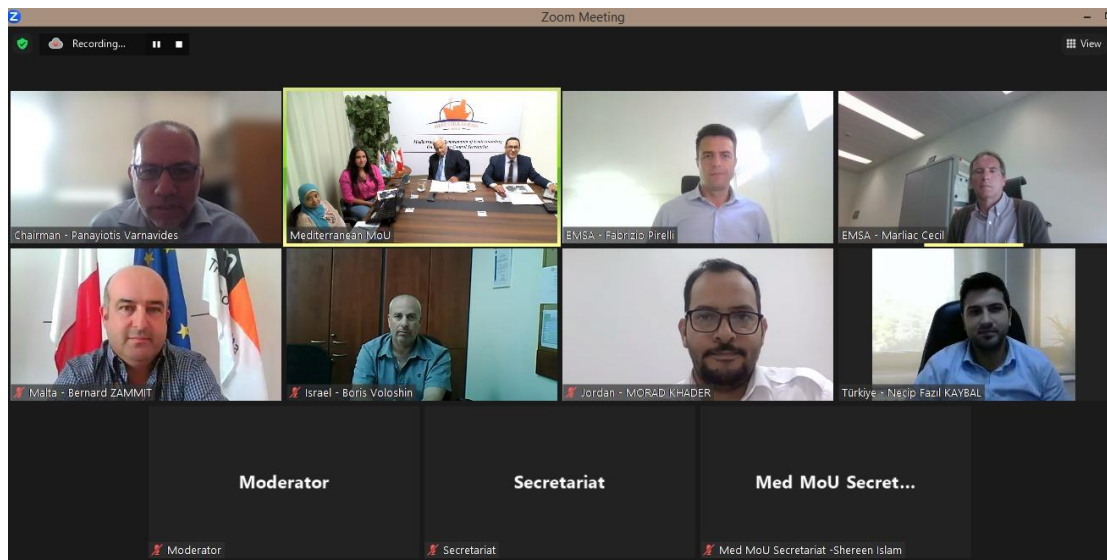 Zoom Meeting
Recording...
View
Chairman - Panayiotis Varnavides
Mediterranean MoU
EMSA - Fabrizio Pirelli
EMSA - Marliac Cecil
Malta - Bernard ZAMMIT
Israel - Boris Voloshin
Jordan - MORAD KHADER
Türkiye - Necip Fazıl KAYBAL
Moderator
Secretariat
Med MoU Secret...
Moderator
Secretariat
Med MoU Secretariat -Shereen Islam